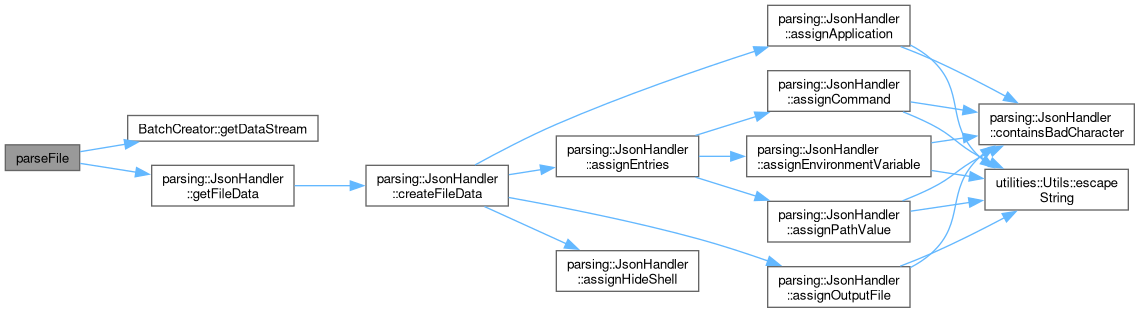 parseFile
BatchCreator::getDataStream
parsing::JsonHandler
::getFileData
parsing::JsonHandler
::createFileData
parsing::JsonHandler
::assignApplication
parsing::JsonHandler
::assignEntries
parsing::JsonHandler
::assignHideShell
parsing::JsonHandler
::assignOutputFile
parsing::JsonHandler
::assignCommand
parsing::JsonHandler
::assignEnvironmentVariable
parsing::JsonHandler
::assignPathValue
parsing::JsonHandler
::containsBadCharacter
utilities::Utils::escape
String